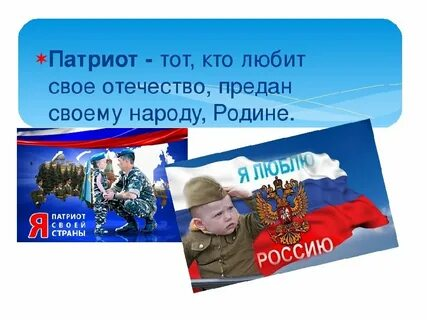 *Патриот - тот, кто любит
свое отечество, предан
своему народу, Родине.
Я ПАТРИОТ
СВОЕЙ
СТРАНЫ
Я ЛЮБЛЮ
РОССИЮ